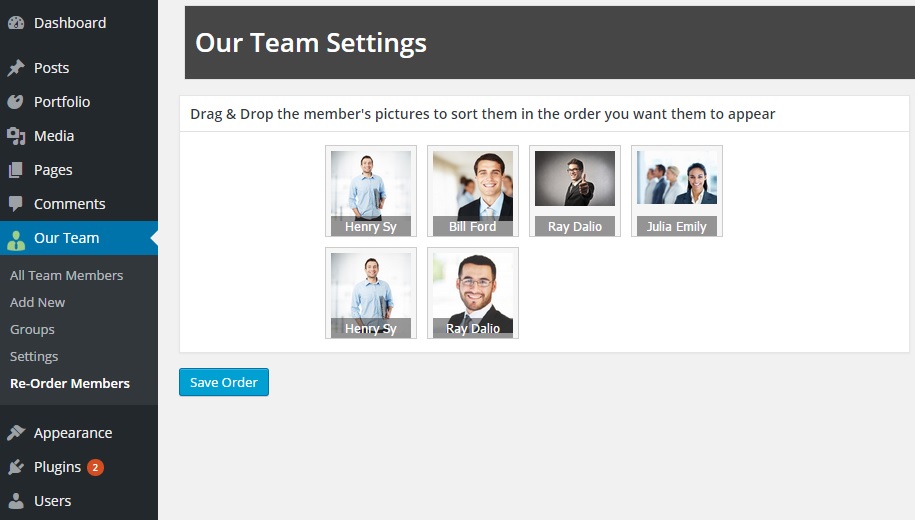 Dashboard
Posts
Portfolio
Media
Pages
Comments
Our Team
All Team Members
Add New
Groups
Settings
Re-Order Members
Appearance
Plugins 2
Users
Our Team Settings
Drag & Drop the member's pictures to sort them in the order you want them to appear
Henry Sy
Bill Ford
Ray Dalio
Julia Emily
Henry Sy
Ray Dalio
Save Order